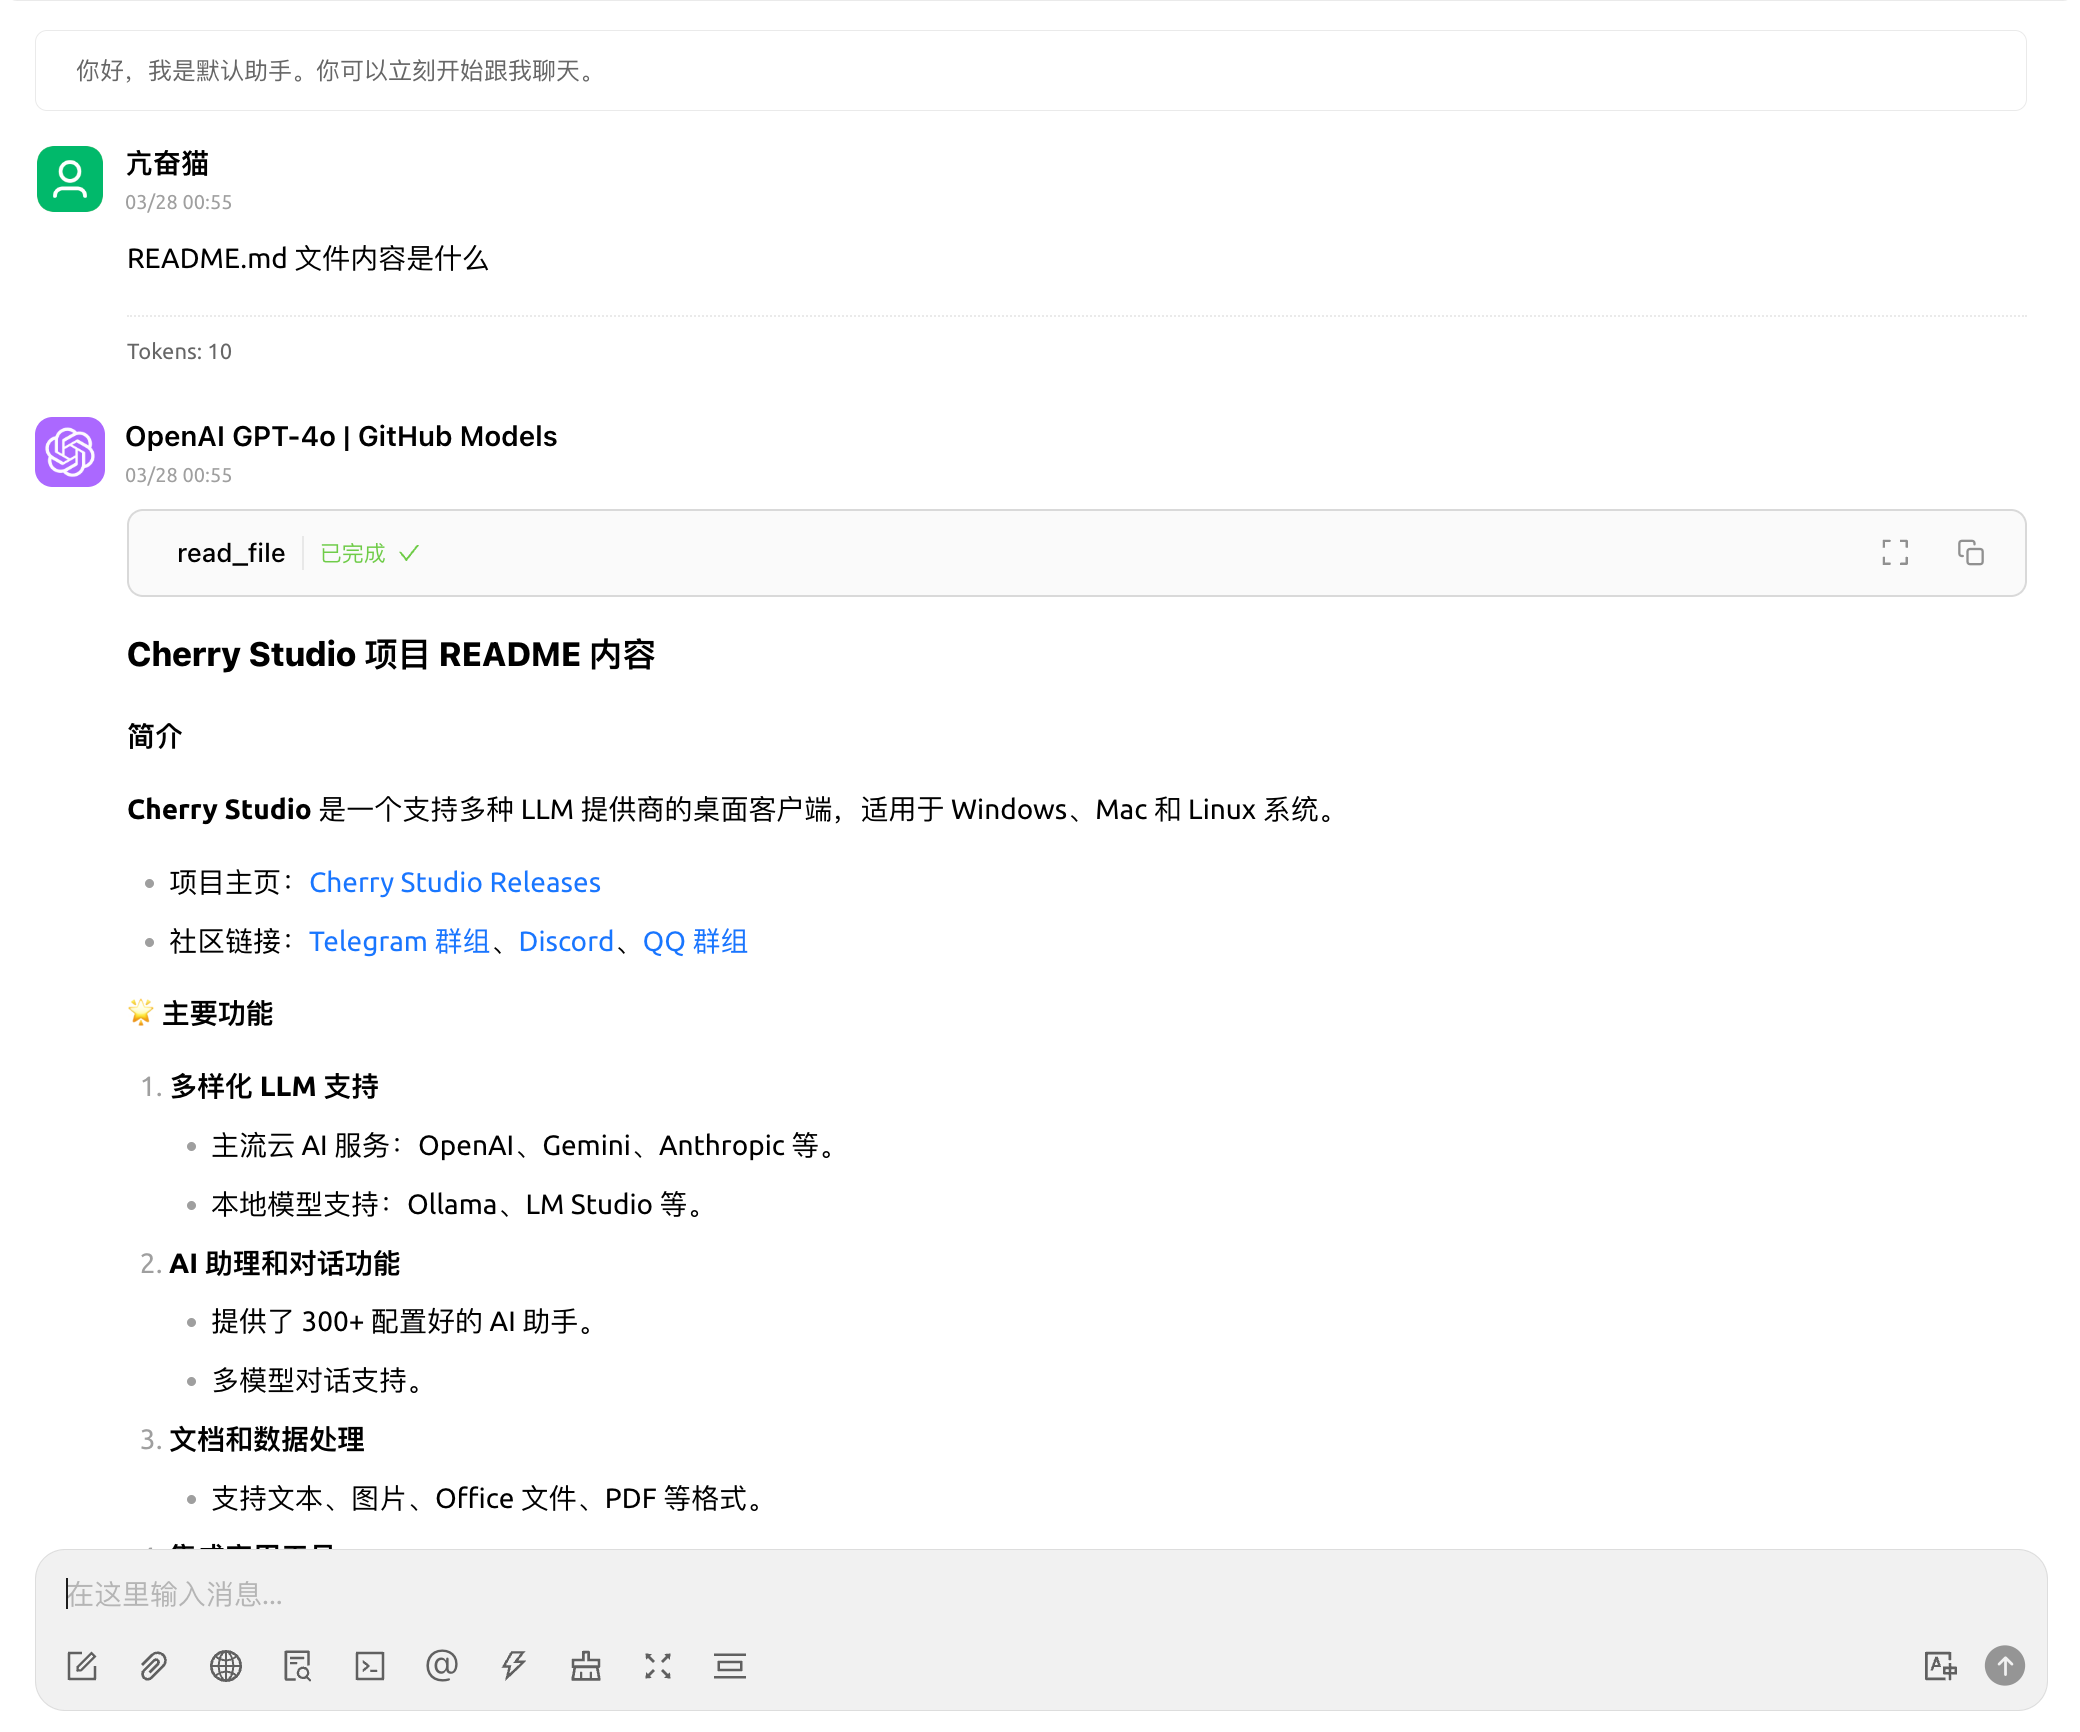 你好，我是默认助手。你可以立刻开始跟我聊天。
亢奋猫
03/28 00:55
README.md 文件内容是什么
Tokens: 10
OpenAI GPT-4o | GitHub Models
03/28 00:55
read_file 已完成
Cherry Studio 项目 README 内容
简介
Cherry Studio 是一个支持多种 LLM 提供商的桌面客户端，适用于 Windows、Mac 和 Linux 系统。
• 项目主页：Cherry Studio Releases
• 社区链接：Telegram 群组、Discord、QQ 群组
🌟 主要功能
1. 多样化 LLM 支持
• 主流云 AI 服务：OpenAI、Gemini、Anthropic 等。
• 本地模型支持：Ollama、LM Studio 等。
2. AI 助理和对话功能
• 提供了 300+ 配置好的 AI 助手。
• 多模型对话支持。
3. 文档和数据处理
• 支持文本、图片、Office 文件、PDF 等格式。
在这里输入消息...